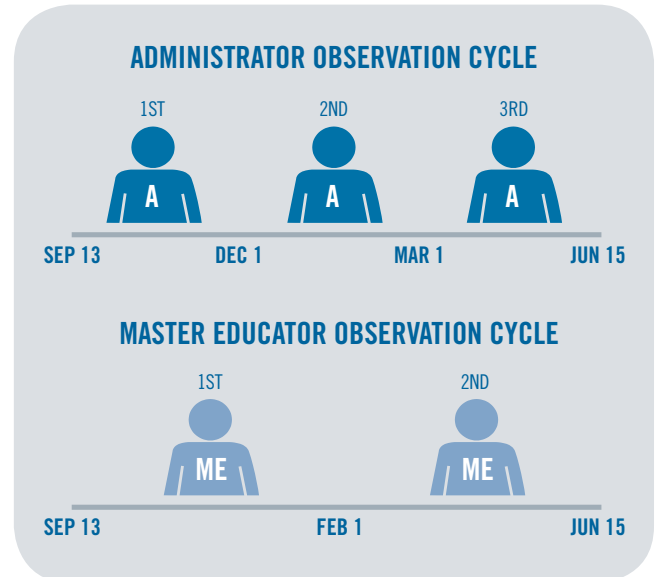 ADMINISTRATOR OBSERVATION CYCLE
1ST 2ND 3RD
A A A
SEP 13 DEC 1 MAR 1 JUN 15
MASTER EDUCATOR OBSERVATION CYCLE
1ST 2ND
ME ME
SEP 13 FEB 1 JUN 15